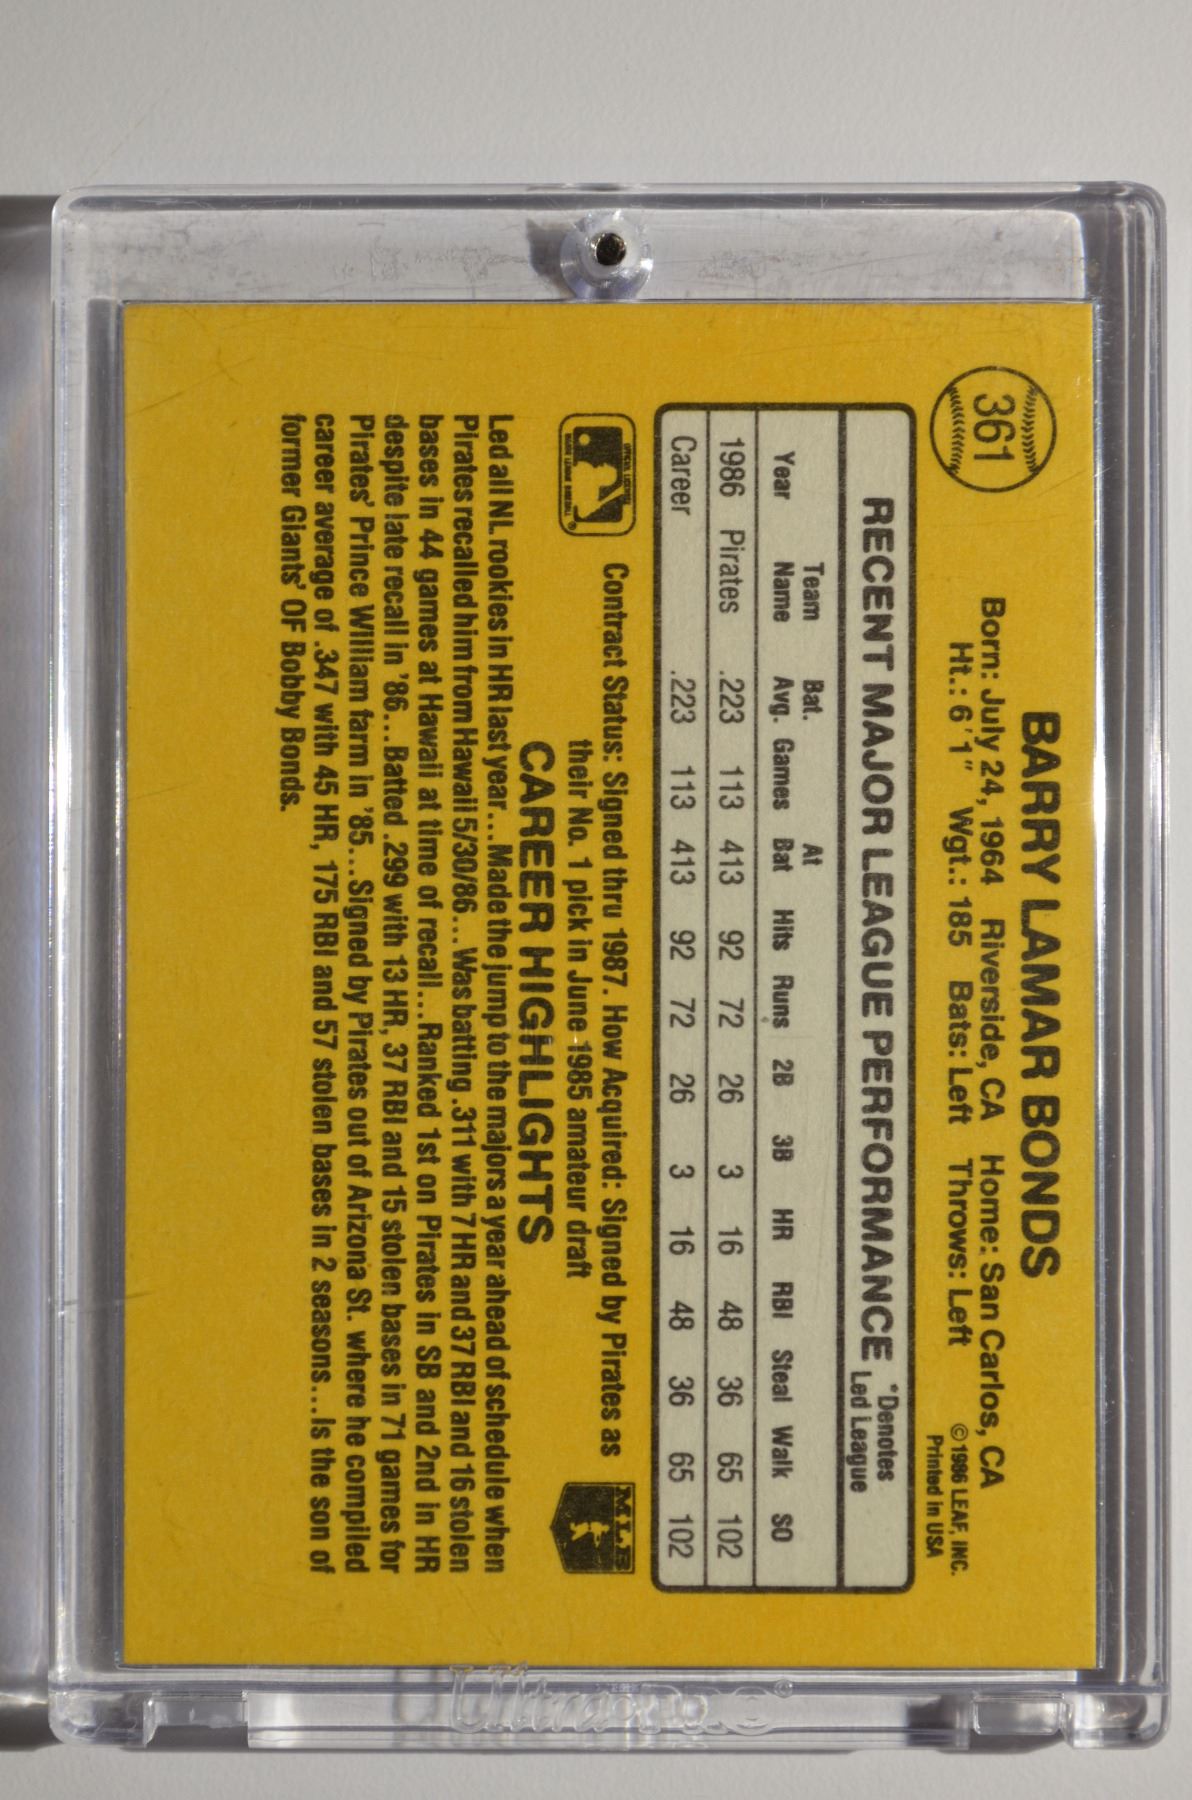 361
BARRY LAMAR BONDS
Born: July 24, 1964 Riverside, CA Home: San Carlos, CA
Ht.: 6'1" Wgt.: 185 Bats: Left Throws: Left
©1986 LEAF, INC.
Printed in USA
RECENT MAJOR LEAGUE PERFORMANCE *Denotes Led League
Year Team Name Bat. Avg. Games At Bat Hits Runs 2B 3B HR RBI Steal Walk SO
1986 Pirates .223 113 413 92 72 26 3 16 48 36 65 102
Career .223 113 413 92 72 26 3 16 48 36 65 102
Contract Status: Signed thru 1987. How Acquired: Signed by Pirates as
their No. 1 pick in June 1985 amateur draft
MLB
CAREER HIGHLIGHTS
Led all NL rookies in HR last year...Made the jump to the majors a year ahead of schedule when
Pirates recalled him from Hawaii 5/30/86...Was batting .311 with 7 HR and 37 RBI and 16 stolen
bases in 44 games at Hawaii at time of recall...Ranked 1st on Pirates in SB and 2nd in HR
despite late recall in '86...Batted .299 with 13 HR, 37 RBI and 15 stolen bases in 71 games for
Pirates' Prince William farm in '85...Signed by Pirates out of Arizona St. where he compiled
career average of .347 with 45 HR, 175 RBI and 57 stolen bases in 2 seasons...Is the son of
former Giants' OF Bobby Bonds.
Ultra·PRO